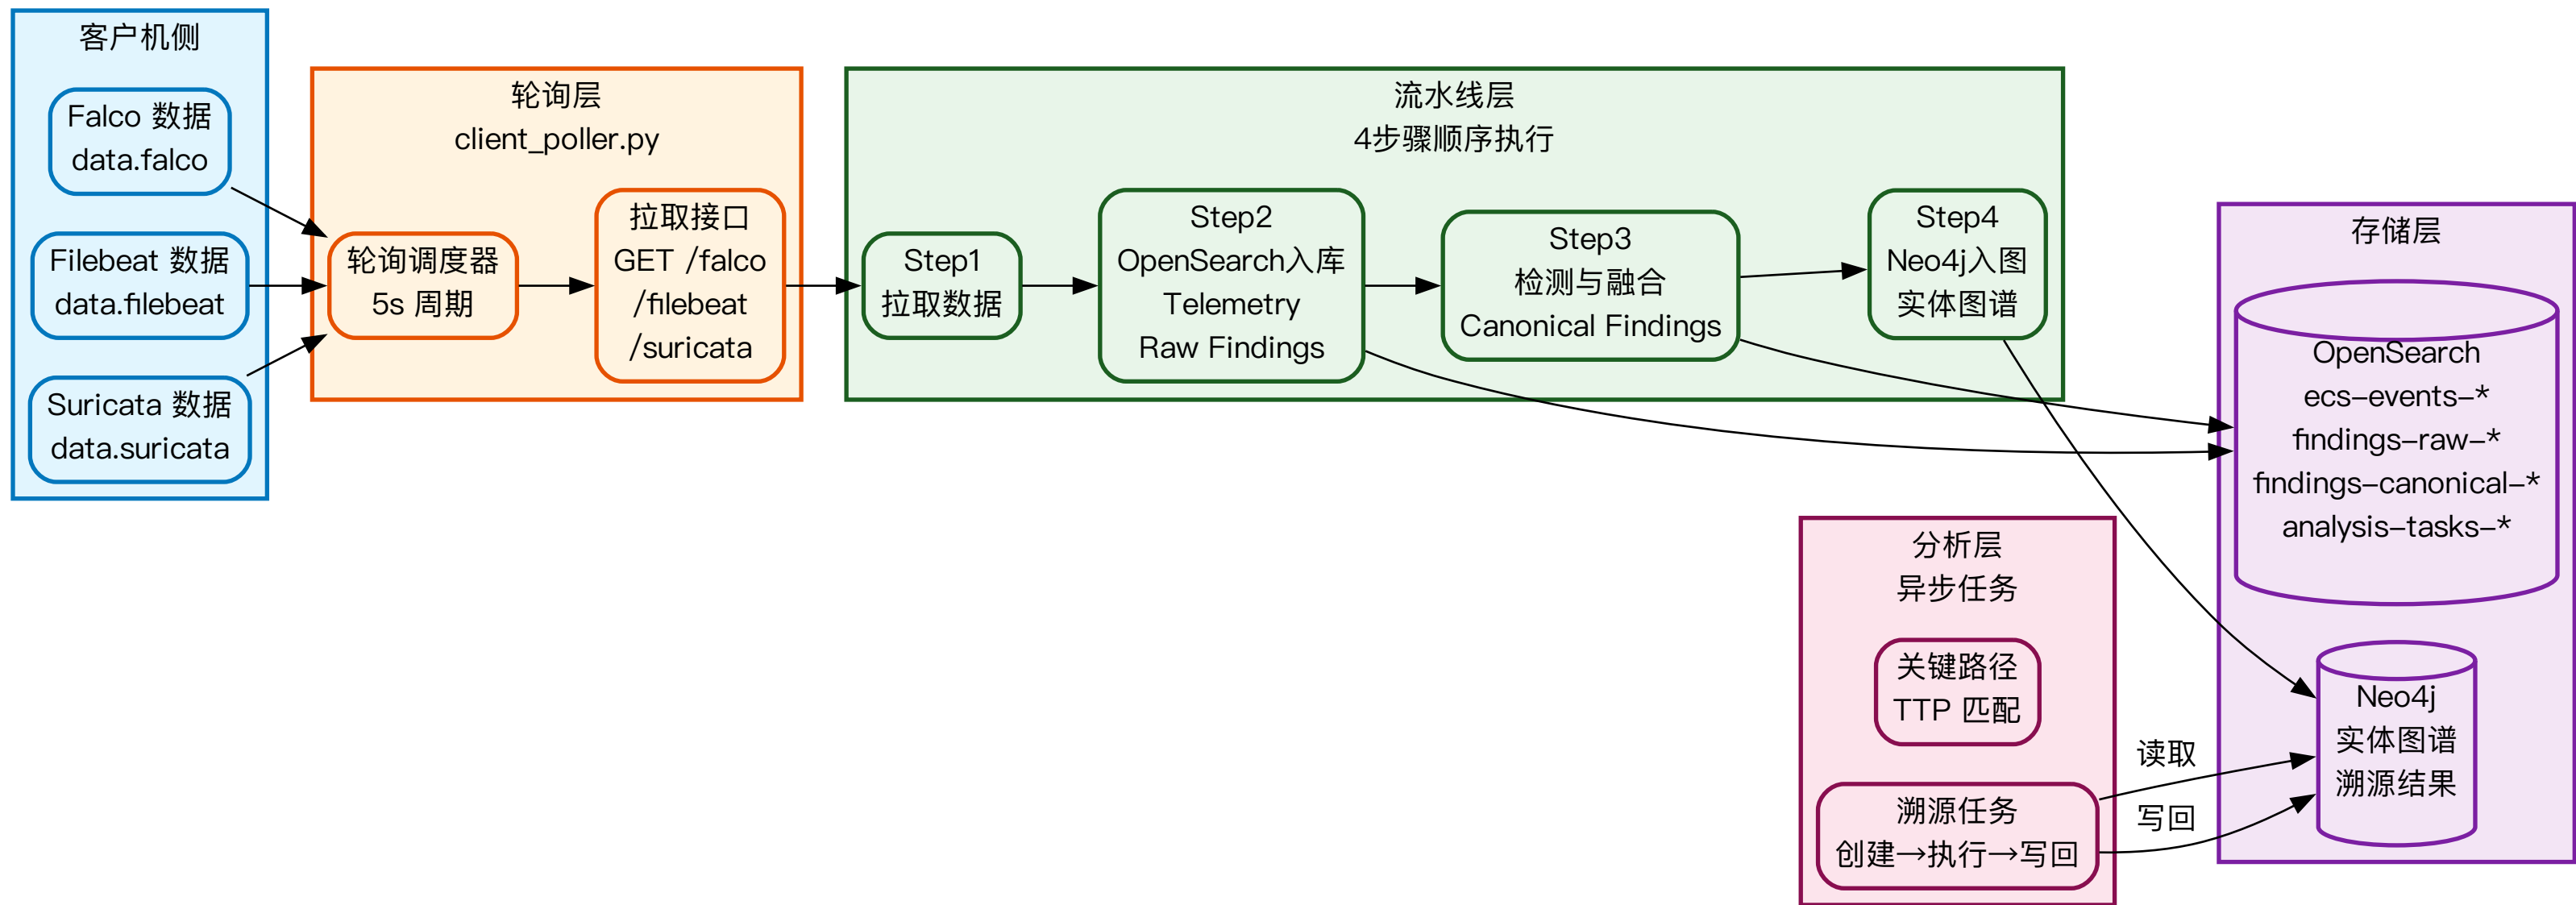 客户机侧
Falco 数据
data.falco
Filebeat 数据
data.filebeat
Suricata 数据
data.suricata
轮询层
client_poller.py
轮询调度器
5s 周期
拉取接口
GET /falco
/filebeat
/suricata
流水线层
4步骤顺序执行
Step1
拉取数据
Step2
OpenSearch入库
Telemetry
Raw Findings
Step3
检测与融合
Canonical Findings
Step4
Neo4j入图
实体图谱
存储层
OpenSearch
ecs-events-*
findings-raw-*
findings-canonical-*
analysis-tasks-*
Neo4j
实体图谱
溯源结果
分析层
异步任务
关键路径
TTP 匹配
溯源任务
创建→执行→写回
读取
写回